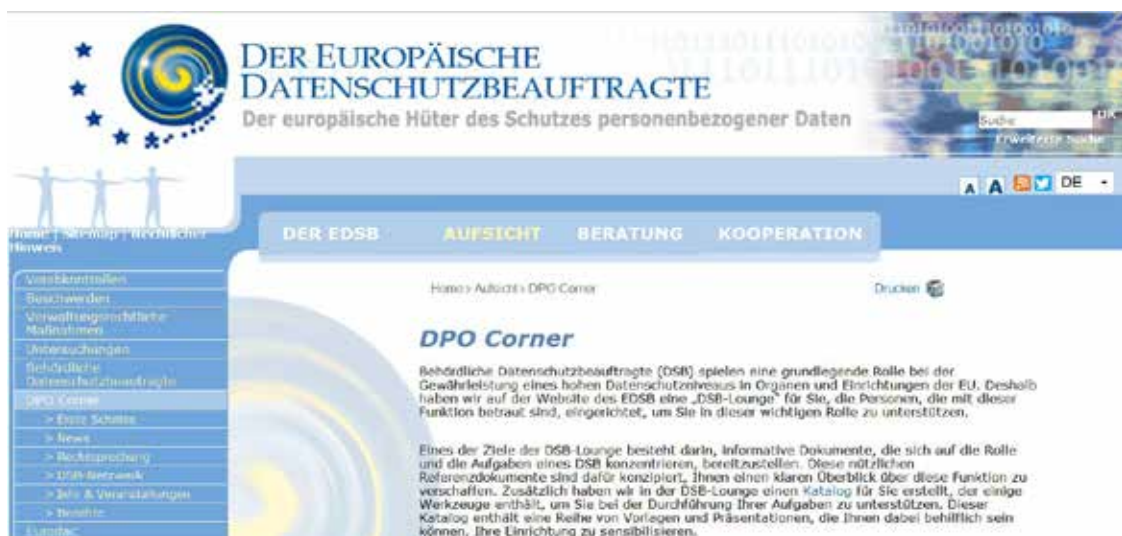 DER EUROPÄISCHE
DATENSCHUTZBEAUFTRAGTE
Der europäische Hüter des Schutzes personenbezogener Daten
Suche
OK
Erweiterte Suche
A A DE
Home | Sitemap | Rechtlicher
Hinweis
DER EDSB AUFSICHT BERATUNG KOOPERATION
Vorabkontrollen
Beschwerden
Verwaltungsrechtliche
Maßnahmen
Untersuchungen
Behördliche
Datenschutzbeauftragte
DPO Corner
> Erste Schritte
> News
> Rechtsprechung
> DSB-Netzwerk
> Info & Veranstaltungen
Eurodac
Home > Aufsicht > DPO Corner
Drucken
DPO Corner
Behördliche Datenschutzbeauftragte (DSB) spielen eine grundlegende Rolle bei der
Gewährleistung eines hohen Datenschutzniveaus in Organen und Einrichtungen der EU. Deshalb
haben wir auf der Website des EDSB eine „DSB-Lounge“ für Sie, die Personen, die mit dieser
Funktion betraut sind, eingerichtet, um Sie in dieser wichtigen Rolle zu unterstützen.
Eines der Ziele der DSB-Lounge besteht darin, informative Dokumente, die sich auf die Rolle
und die Aufgaben eines DSB konzentrieren, bereitzustellen. Diese nützlichen
Referenzdokumente sind dafür konzipiert, Ihnen einen klaren Überblick über diese Funktion zu
verschaffen. Zusätzlich haben wir in der DSB-Lounge einen Katalog für Sie erstellt, der einige
Werkzeuge enthält, um Sie bei der Durchführung Ihrer Aufgaben zu unterstützen. Dieser
Katalog enthält eine Reihe von Vorlagen und Präsentationen, die Ihnen dabei behilflich sein
können, Ihre Einrichtung zu sensibilisieren.